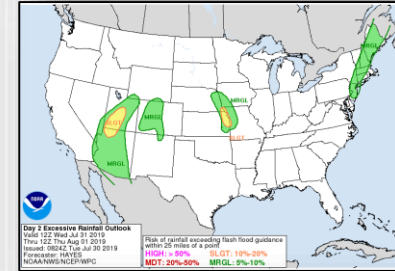 MRGL
MRGL
MRGL
SLGT
SLGT
MRGL
NOAA
Day 2 Excessive Rainfall Outlook
Valid 12Z Wed Jul 31 2019
Thru 12Z Thu Aug 01 2019
Issued: 0824Z Tue Jul 30 2019
Forecaster: HAYES
NOAA/NWS/NCEP/WPC
Risk of rainfall exceeding flash flood guidance
within 25 miles of a point
HIGH: > 50% SLGT: 10%-20%
MDT: 20%-50% MRGL: 5%-10%